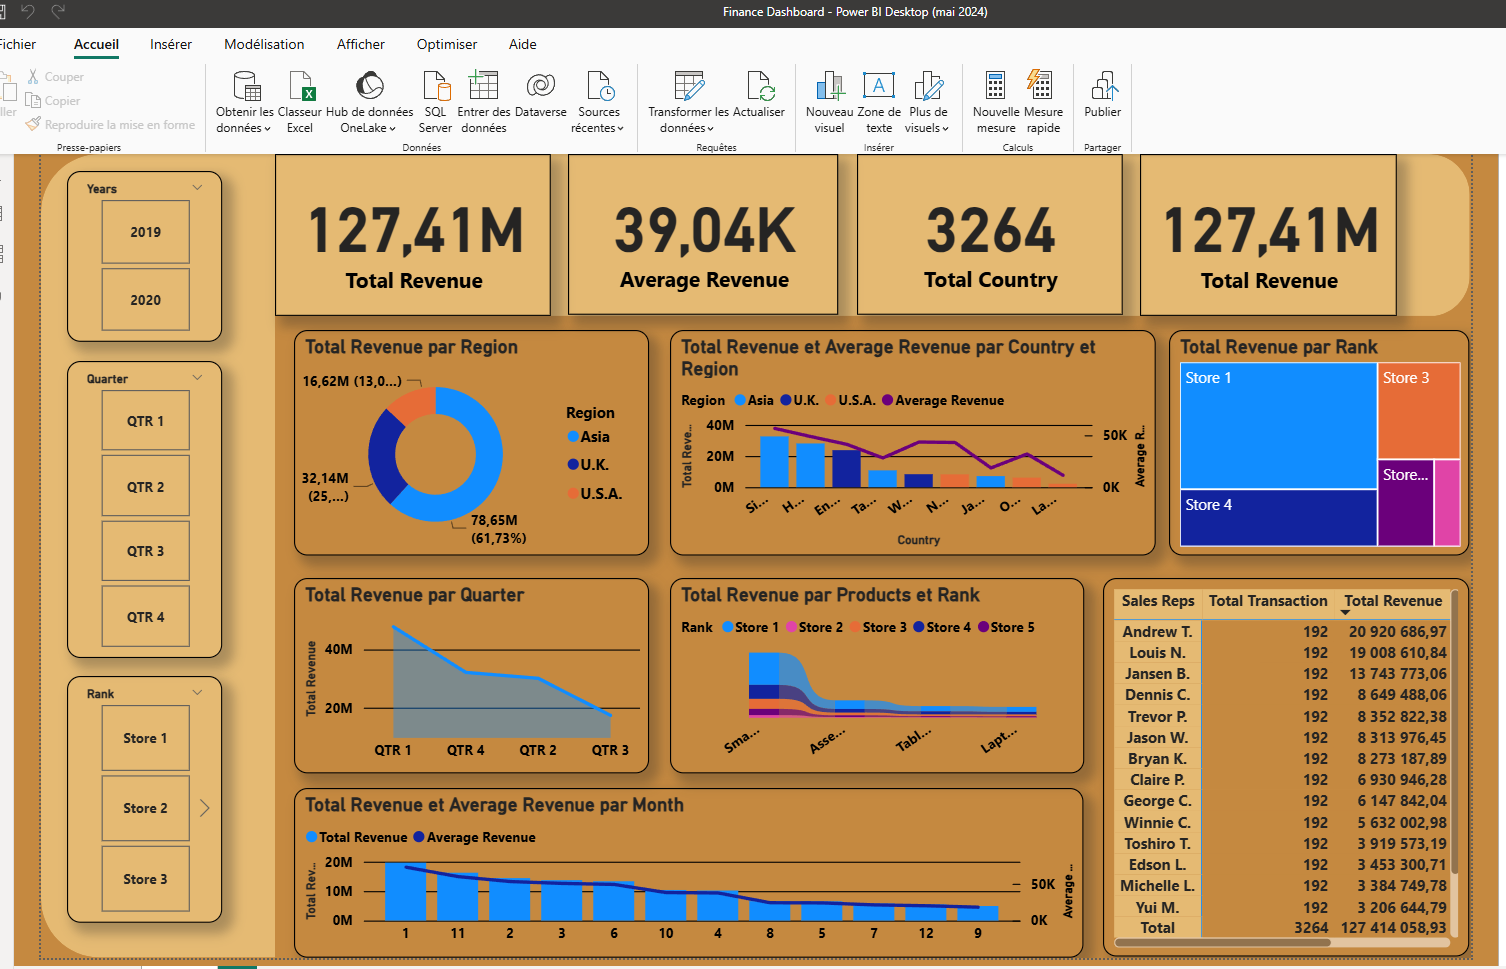 Finance Dashboard - Power BI Desktop (mai 2024)
Fichier Accueil Insérer Modélisation Afficher Optimiser Aide
Couper
Copier
Reproduire la mise en forme
Presse-papiers
Obtenir les données
Classeur Excel
Hub de données OneLake
SQL Server
Entrer des données
Dataverse
Sources récentes
Données
Transformer les données
Actualiser
Requêtes
Nouveau visuel
Zone de texte
Plus de visuels
Insérer
Nouvelle mesure
Mesure rapide
Calculs
Publier
Partager
Years
2019
2020
Quarter
QTR 1
QTR 2
QTR 3
QTR 4
Rank
Store 1
Store 2
Store 3
127,41M
Total Revenue
39,04K
Average Revenue
3264
Total Country
127,41M
Total Revenue
Total Revenue par Region
16,62M (13,0...)
32,14M
(25,...)
78,65M
(61,73%)
Region
Asia
U.K.
U.S.A.
Total Revenue et Average Revenue par Country et
Region
Region Asia U.K. U.S.A. Average Revenue
Total Reve...
40M
20M
0M
50K
0K
Average R...
Si... H... En... Ta... W... N... Ja... O... La...
Country
Total Revenue par Rank
Store 1
Store 3
Store...
Store 4
Total Revenue par Quarter
Total Revenue
40M
20M
QTR 1 QTR 4 QTR 2 QTR 3
Total Revenue par Products et Rank
Rank Store 1 Store 2 Store 3 Store 4 Store 5
Sma... Asse... Tabl... Lapt...
Total Revenue et Average Revenue par Month
Total Revenue Average Revenue
Total Rev...
20M
10M
0M
50K
0K
Average ...
1 11 2 3 6 10 4 8 5 7 12 9
Sales Reps Total Transaction Total Revenue
Andrew T. 192 20 920 686,97
Louis N. 192 19 008 610,84
Jansen B. 192 13 743 773,06
Dennis C. 192 8 649 488,06
Trevor P. 192 8 352 822,38
Jason W. 192 8 313 976,45
Bryan K. 192 8 273 187,89
Claire P. 192 6 930 946,28
George C. 192 6 147 842,04
Winnie C. 192 5 632 002,98
Toshiro T. 192 3 919 573,19
Edson L. 192 3 453 300,71
Michelle L. 192 3 384 749,78
Yui M. 192 3 206 644,79
Total 3264 127 414 058,93